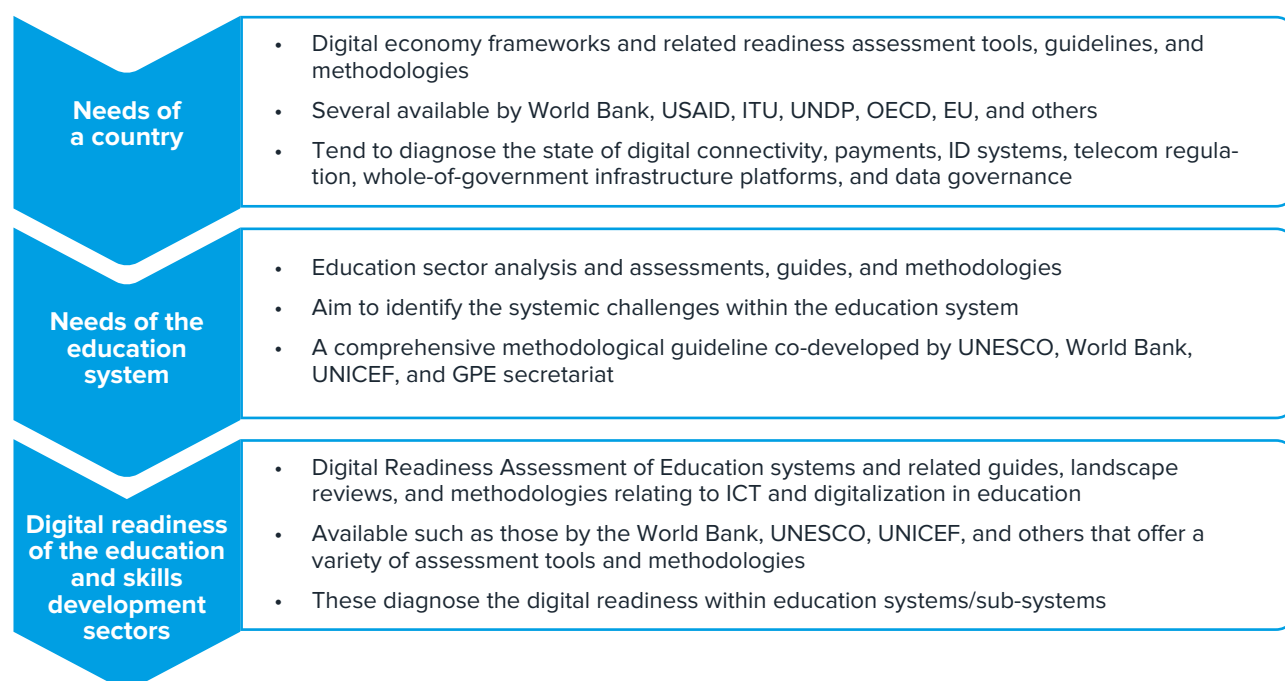 Needs of
a country
• Digital economy frameworks and related readiness assessment tools, guidelines, and
methodologies
• Several available by World Bank, USAID, ITU, UNDP, OECD, EU, and others
• Tend to diagnose the state of digital connectivity, payments, ID systems, telecom regula-
tion, whole-of-government infrastructure platforms, and data governance
Needs of the
education
system
• Education sector analysis and assessments, guides, and methodologies
• Aim to identify the systemic challenges within the education system
• A comprehensive methodological guideline co-developed by UNESCO, World Bank,
UNICEF, and GPE secretariat
Digital readiness
of the education
and skills
development
sectors
• Digital Readiness Assessment of Education systems and related guides, landscape
reviews, and methodologies relating to ICT and digitalization in education
• Available such as those by the World Bank, UNESCO, UNICEF, and others that offer a
variety of assessment tools and methodologies
• These diagnose the digital readiness within education systems/sub-systems